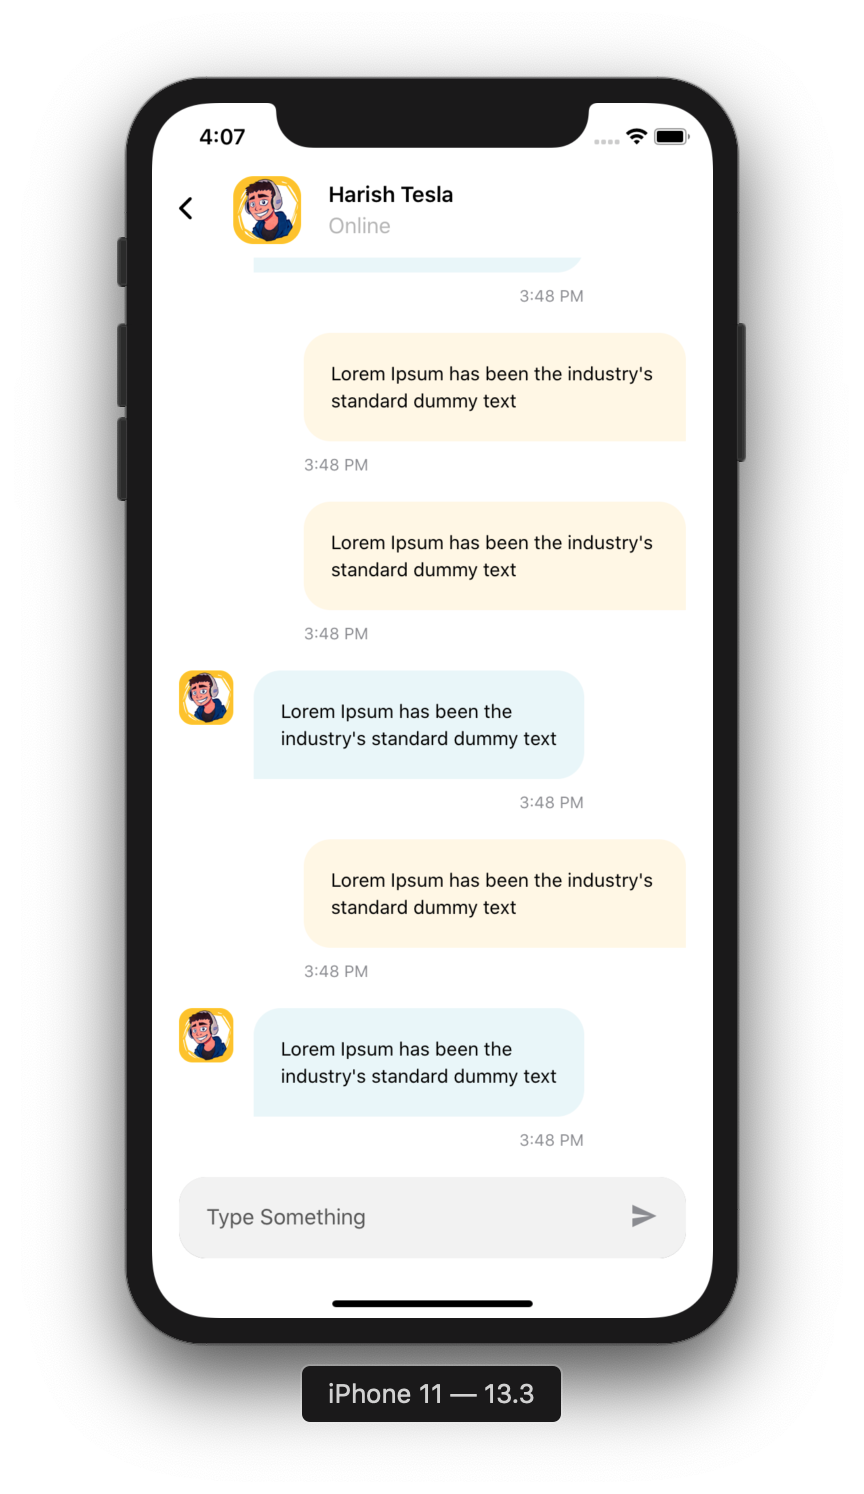 4:07
Harish Tesla
Online
3:48 PM
Lorem Ipsum has been the industry's
standard dummy text
3:48 PM
Lorem Ipsum has been the industry's
standard dummy text
3:48 PM
Lorem Ipsum has been the
industry's standard dummy text
3:48 PM
Lorem Ipsum has been the industry's
standard dummy text
3:48 PM
Lorem Ipsum has been the
industry's standard dummy text
3:48 PM
Type Something
iPhone 11 — 13.3